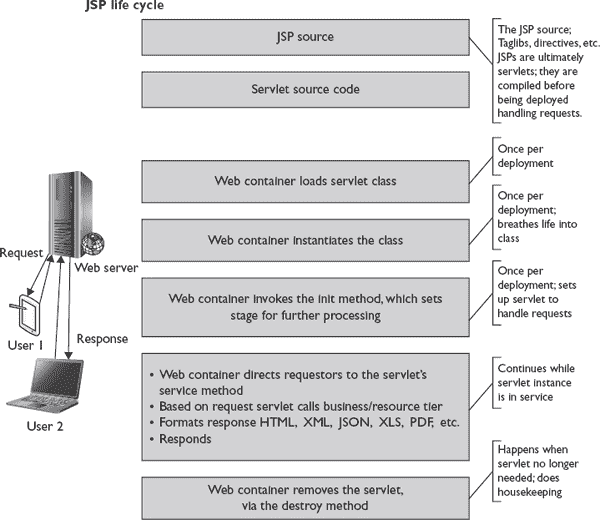 JSP life cycle
JSP source
The JSP source;
Taglibs, directives, etc.
JSPs are ultimately
servlets; they are
compiled before
being deployed
handling requests.
Servlet source code
Web container loads servlet class
Once per
deployment
Web container instantiates the class
Once per
deployment;
breathes life into
class
Web container invokes the init method, which sets
stage for further processing
Once per
deployment; sets
up servlet to
handle requests
Request
Web server
User 1
Response
User 2
• Web container directs requestors to the servlet's
service method
• Based on request servlet calls business/resource tier
• Formats response HTML, XML, JSON, XLS, PDF, etc.
• Responds
Continues while
servlet instance
is in service
Web container removes the servlet,
via the destroy method
Happens when
servlet no longer
needed; does
housekeeping